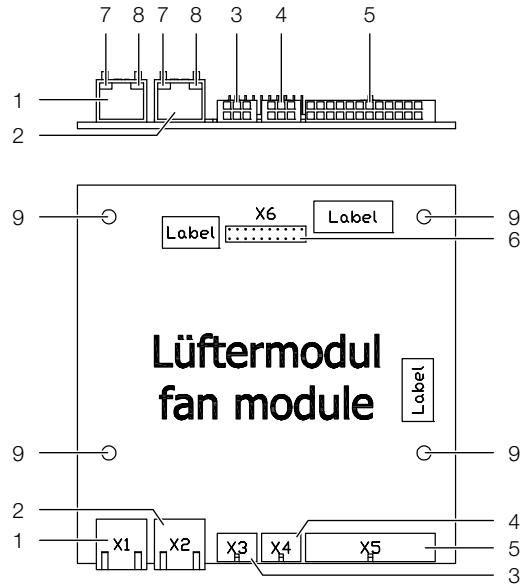 7 8 7 8 3 4 5
1
2
9 X6 Label 9
Label 6
Lüftermodul
fan module
Label
9 9
2 4
1 X1 X2 X3 X4 X5 5
3